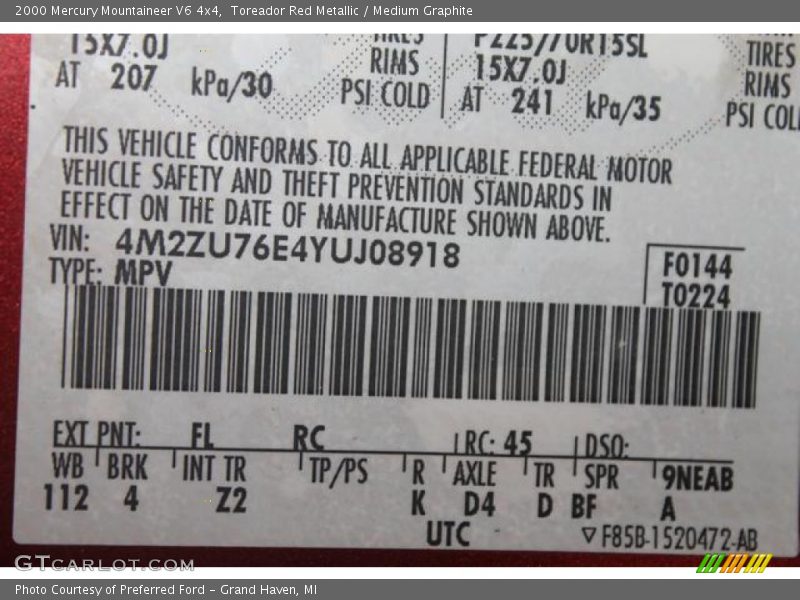 2000 Mercury Mountaineer V6 4x4,  Toreador Red Metallic / Medium Graphite
15X7.0J RIMS 15X7.0J RIMS
P225/70R15SL TIRES
AT 207 kPa/30 PSI COLD AT 241 kPa/35 PSI COL
THIS VEHICLE CONFORMS TO ALL APPLICABLE FEDERAL MOTOR
VEHICLE SAFETY AND THEFT PREVENTION STANDARDS IN
EFFECT ON THE DATE OF MANUFACTURE SHOWN ABOVE.
VIN: 4M2ZU76E4YUJ08918
TYPE: MPV
F0144
T0224
EXT PNT: FL RC RC: 45 DSO:
WB BRK INT TR TP/PS R AXLE TR SPR 9NEAB
112 4 Z2 K D4 D BF A
UTC ▽F85B-1520472-AB
GTCARLOT.COM
Photo Courtesy of Preferred Ford – Grand Haven, MI